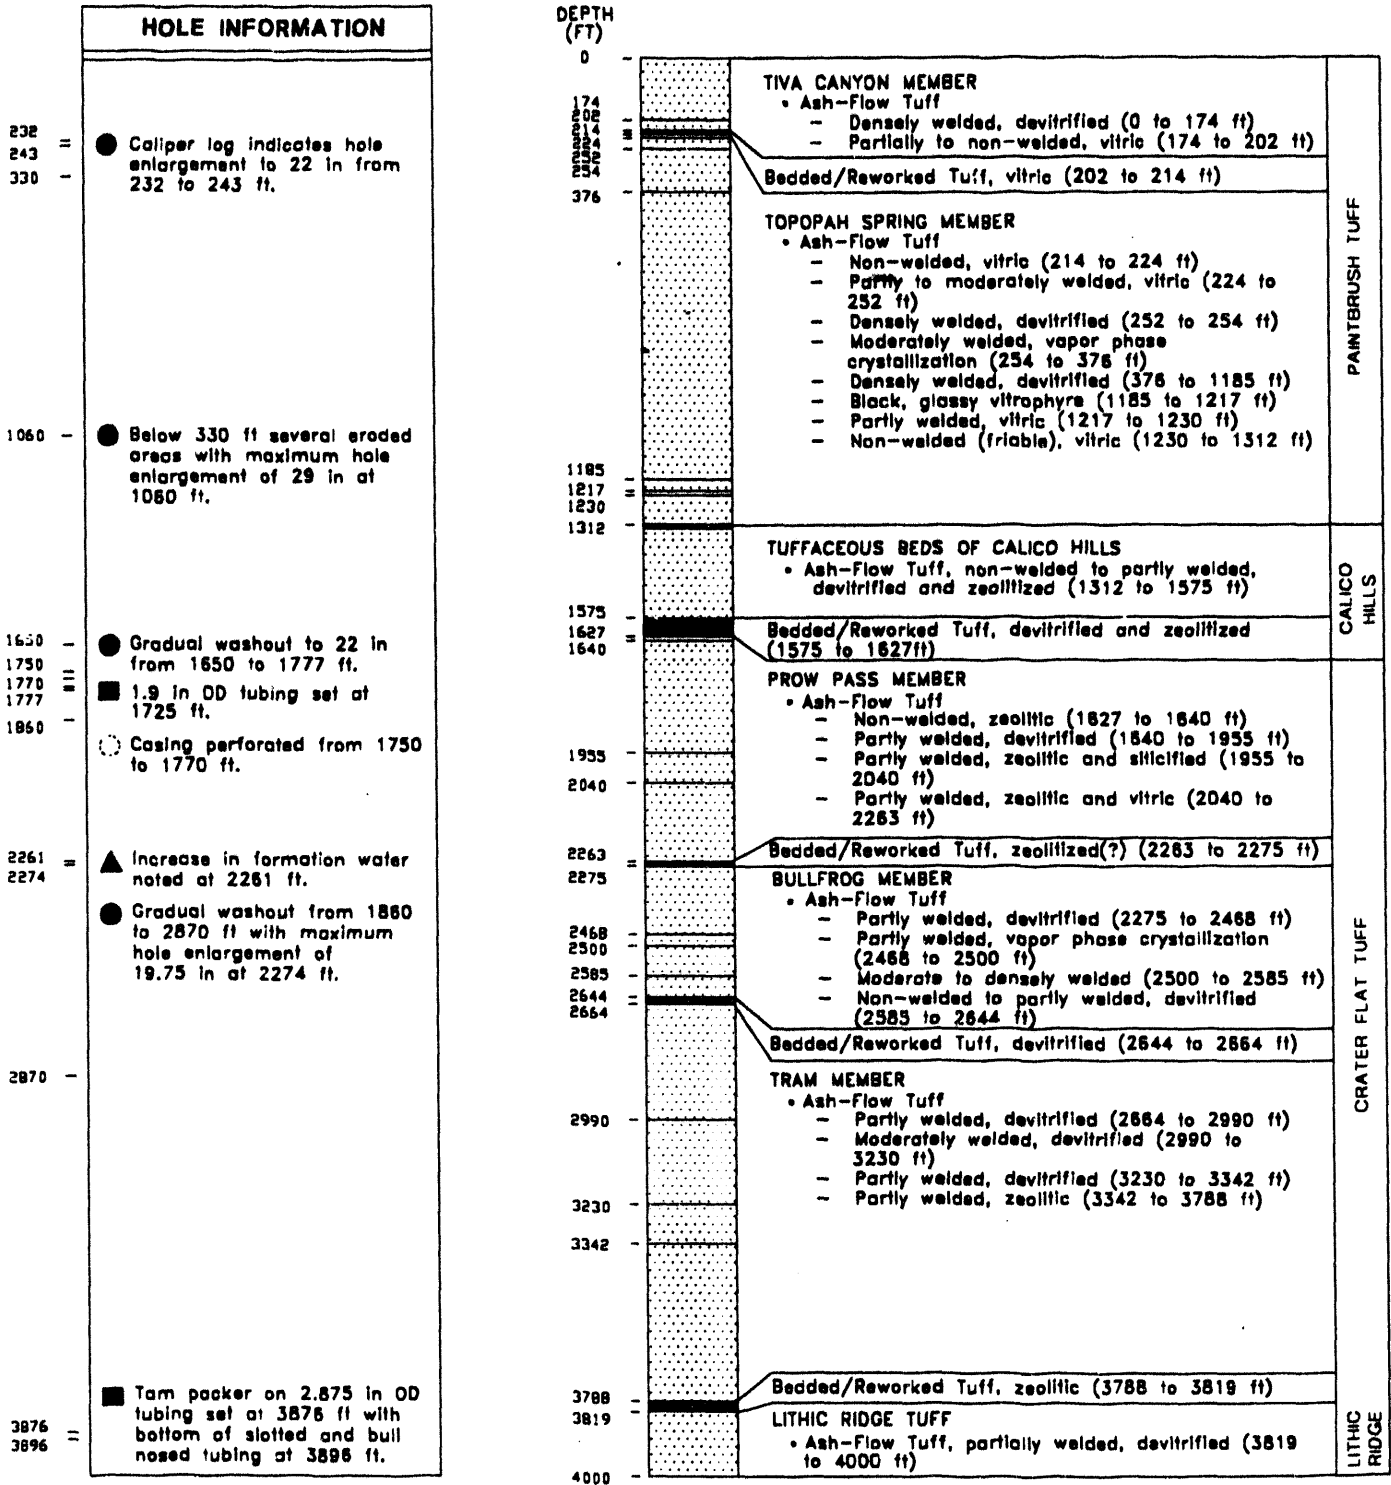 HOLE INFORMATION
232
243
330
● Caliper log indicates hole
enlargement to 22 in from
232 to 243 ft.
1060
● Below 330 ft several eroded
areas with maximum hole
enlargement of 29 in at
1060 ft.
1650
1750
1770
1777
1860
● Gradual washout to 22 in
from 1650 to 1777 ft.
■ 1.9 in OD tubing set at
1725 ft.
Casing perforated from 1750
to 1770 ft.
2261
2274
▲ Increase in formation water
noted at 2261 ft.
● Gradual washout from 1860
to 2870 ft with maximum
hole enlargement of
19.75 in at 2274 ft.
2870
3876
3896
■ Tam packer on 2.875 in OD
tubing set at 3876 ft with
bottom of slotted and bull
nosed tubing at 3896 ft.
DEPTH
(FT)
0
174
202
214
224
252
254
376
1185
1217
1230
1312
1575
1627
1640
1955
2040
2263
2275
2468
2500
2585
2644
2664
2990
3230
3342
3788
3819
4000
TIVA CANYON MEMBER
• Ash-Flow Tuff
- Densely welded, devitrified (0 to 174 ft)
- Partially to non-welded, vitric (174 to 202 ft)
Bedded/Reworked Tuff, vitric (202 to 214 ft)
TOPOPAH SPRING MEMBER
• Ash-Flow Tuff
- Non-welded, vitric (214 to 224 ft)
- Partly to moderately welded, vitric (224 to
252 ft)
- Densely welded, devitrified (252 to 254 ft)
- Moderately welded, vapor phase
crystallization (254 to 376 ft)
- Densely welded, devitrified (376 to 1185 ft)
- Black, glassy vitrophyre (1185 to 1217 ft)
- Partly welded, vitric (1217 to 1230 ft)
- Non-welded (friable), vitric (1230 to 1312 ft)
PAINTBRUSH TUFF
TUFFACEOUS BEDS OF CALICO HILLS
• Ash-Flow Tuff, non-welded to partly welded,
devitrified and zeolitized (1312 to 1575 ft)
Bedded/Reworked Tuff, devitrified and zeolitized
(1575 to 1627ft)
CALICO
HILLS
PROW PASS MEMBER
• Ash-Flow Tuff
- Non-welded, zeolitic (1627 to 1640 ft)
- Partly welded, devitrified (1640 to 1955 ft)
- Partly welded, zeolitic and siticified (1955 to
2040 ft)
- Partly welded, zeolitic and vitric (2040 to
2263 ft)
Bedded/Reworked Tuff, zeolitized(?) (2263 to 2275 ft)
BULLFROG MEMBER
• Ash-Flow Tuff
- Partly welded, devitrified (2275 to 2468 ft)
- Partly welded, vapor phase crystallization
(2468 to 2500 ft)
- Moderate to densely welded (2500 to 2585 ft)
- Non-welded to partly welded, devitrified
(2585 to 2644 ft)
Bedded/Reworked Tuff, devitrified (2644 to 2664 ft)
TRAM MEMBER
• Ash-Flow Tuff
- Partly welded, devitrified (2664 to 2990 ft)
- Moderately welded, devitrified (2990 to
3230 ft)
- Partly welded, devitrified (3230 to 3342 ft)
- Partly welded, zeolitic (3342 to 3788 ft)
Bedded/Reworked Tuff, zeolitic (3788 to 3819 ft)
CRATER FLAT TUFF
LITHIC RIDGE TUFF
• Ash-Flow Tuff, partially welded, devitrified (3819
to 4000 ft)
LITHIC
RIDGE